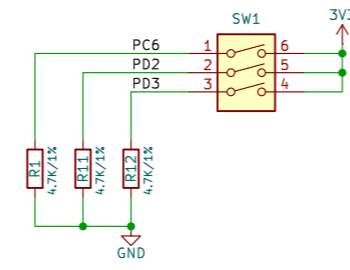 SW1
3V3
PC6
1
6
PD2
2
5
PD3
3
4
R1
4.7K/1%
R11
4.7K/1%
R12
4.7K/1%
GND